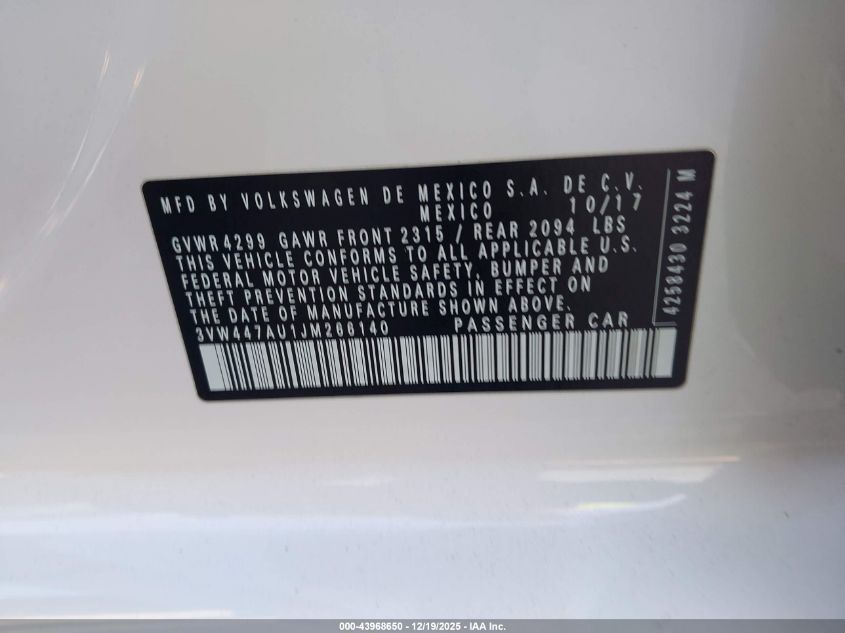 MFD BY VOLKSWAGEN DE MEXICO S.A. DE C.V.
MEXICO 10/17
GVWR 4299 GAWR FRONT 2315 / REAR 2094 LBS
THIS VEHICLE CONFORMS TO ALL APPLICABLE U.S.
FEDERAL MOTOR VEHICLE SAFETY, BUMPER AND
THEFT PREVENTION STANDARDS IN EFFECT ON
THE DATE OF MANUFACTURE SHOWN ABOVE.
3VW447AU1JM266140 PASSENGER CAR
4258430 3224 M
000-43968650 - 12/19/2025 - IAA Inc.